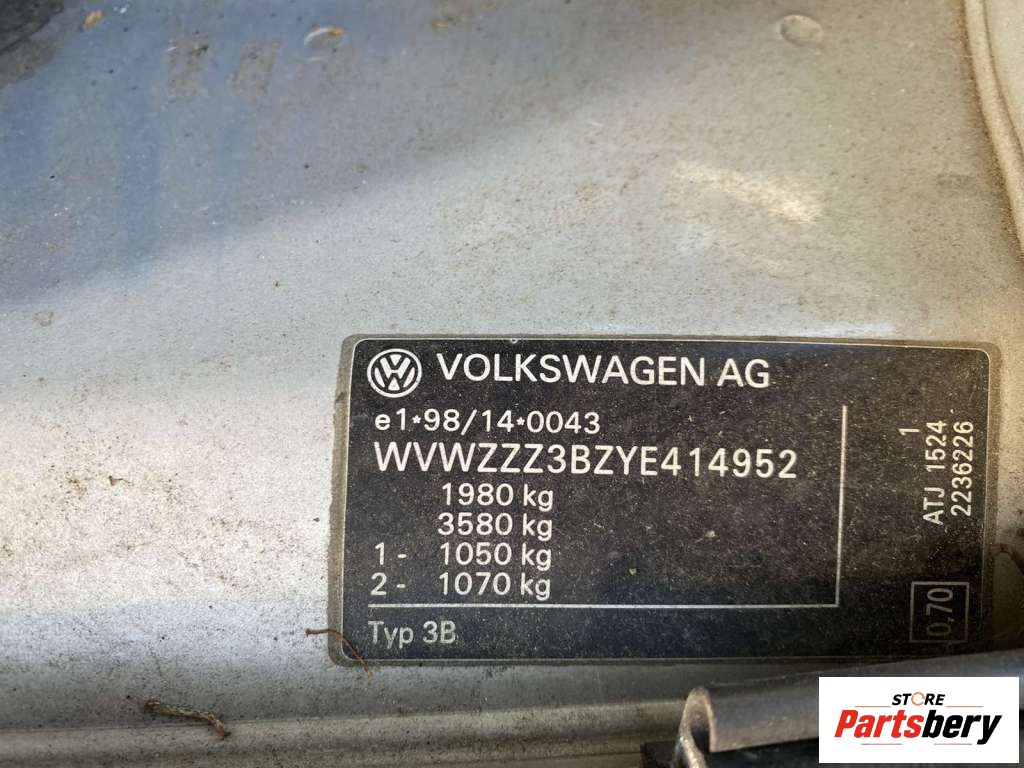 VOLKSWAGEN AG
e1*98/14*0043
WVWZZZ3BZYE414952
1980 kg
3580 kg
1 - 1050 kg
2 - 1070 kg
Typ 3B
1
ATJ 1524
2236226
0,70
STORE
Partsbery